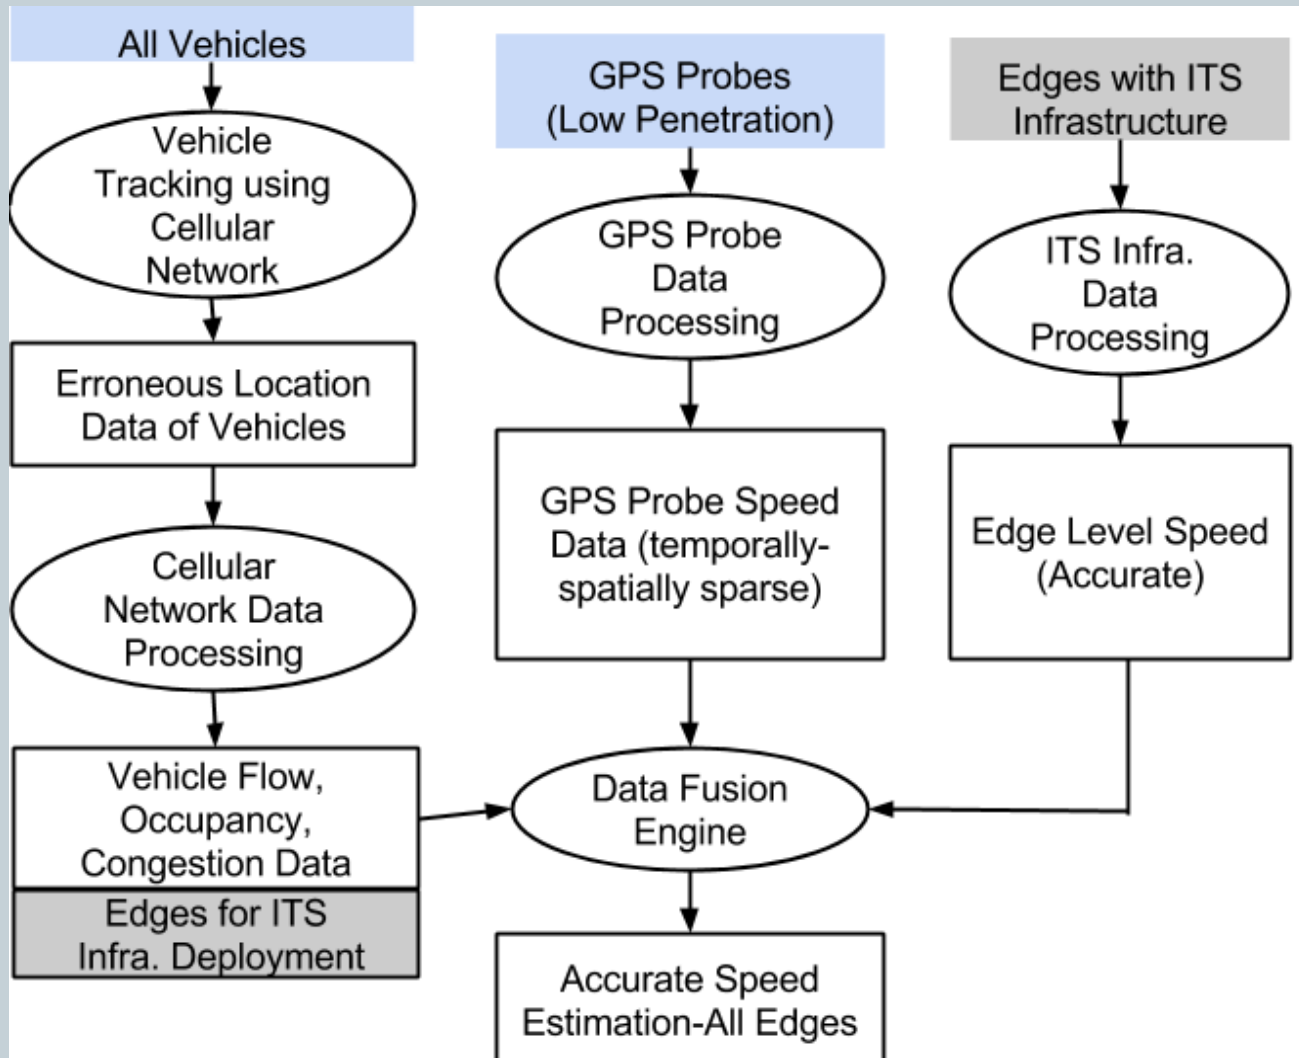 All Vehicles
Vehicle
Tracking using
Cellular
Network
Erroneous Location
Data of Vehicles
Cellular
Network Data
Processing
Vehicle Flow,
Occupancy,
Congestion Data
Edges for ITS
Infra. Deployment
GPS Probes
(Low Penetration)
GPS Probe
Data
Processing
GPS Probe Speed
Data (temporally-
spatially sparse)
Data Fusion
Engine
Accurate Speed
Estimation-All Edges
Edges with ITS
Infrastructure
ITS Infra.
Data
Processing
Edge Level Speed
(Accurate)